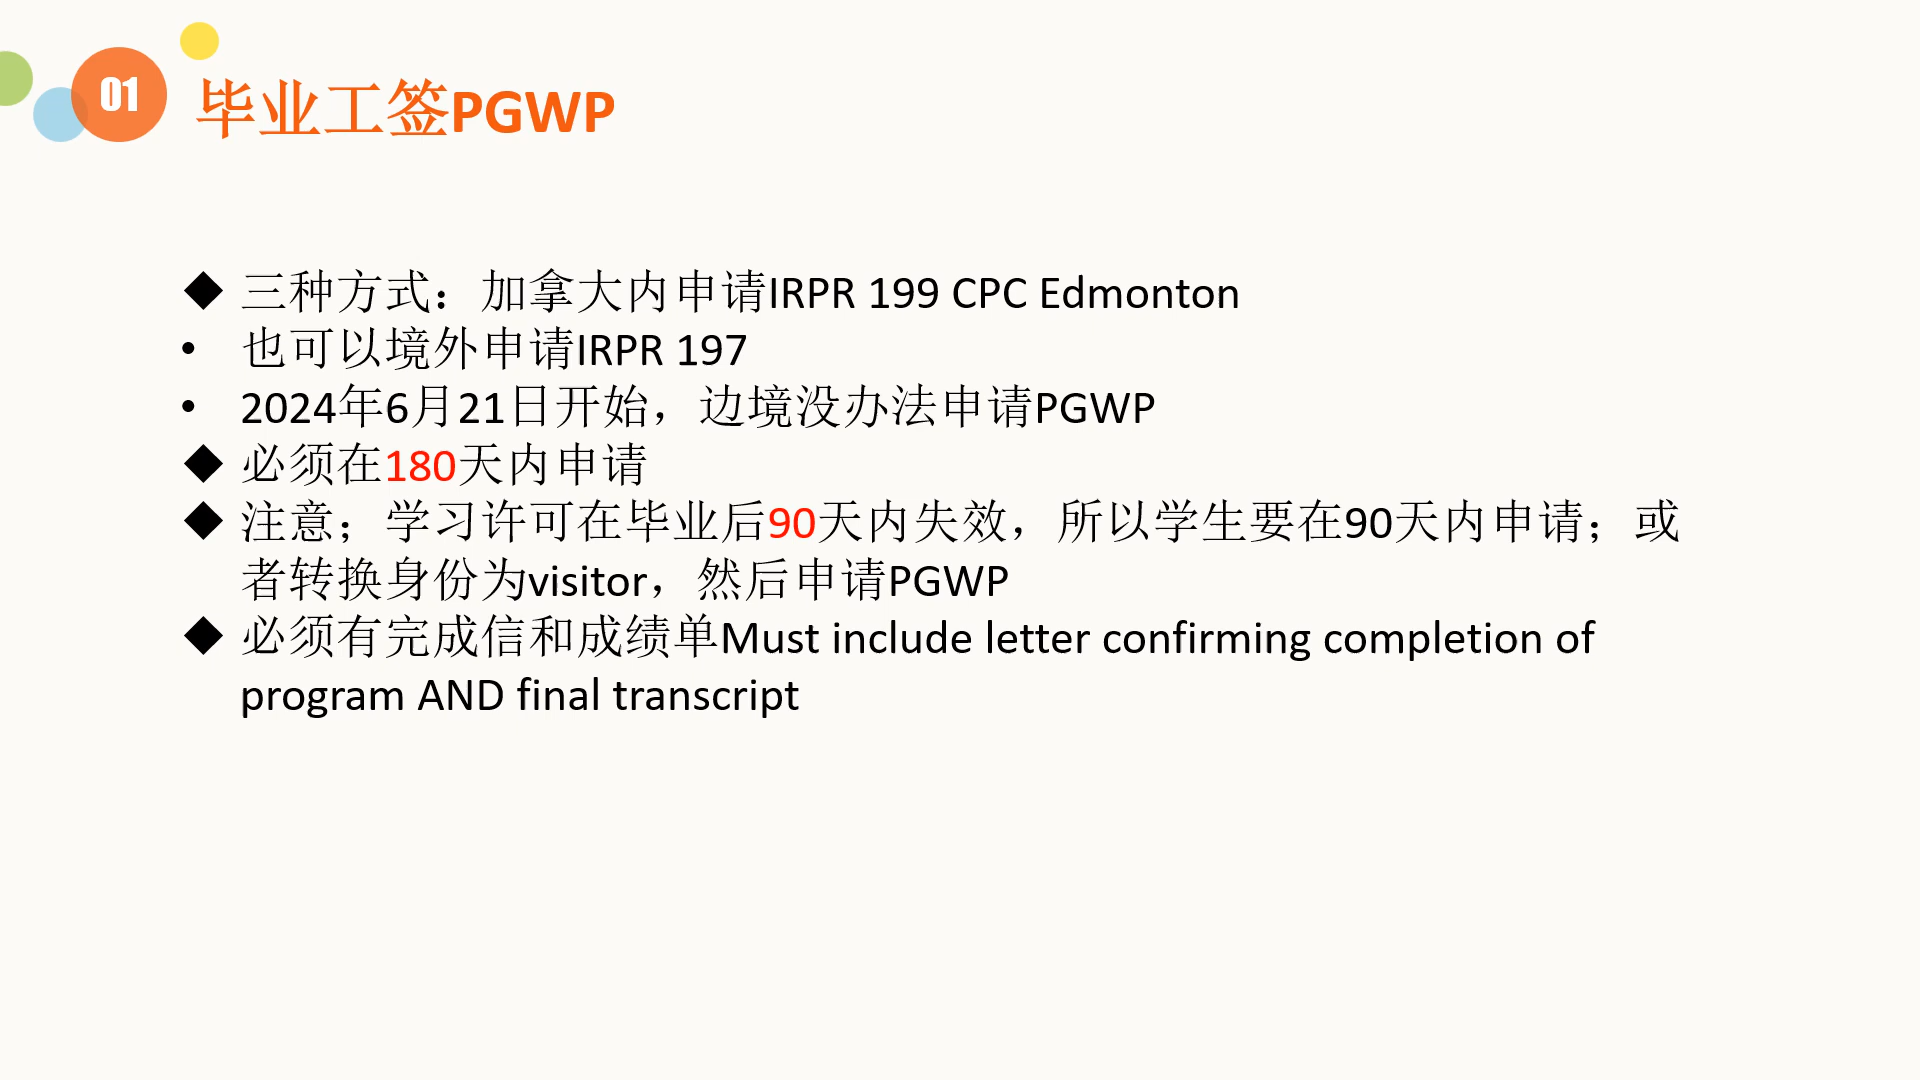 01
毕业工签PGWP
◆ 三种方式：加拿大内申请IRPR 199 CPC Edmonton
• 也可以境外申请IRPR 197
• 2024年6月21日开始，边境没办法申请PGWP
◆ 必须在180天内申请
◆ 注意；学习许可在毕业后90天内失效，所以学生要在90天内申请；或
者转换身份为visitor，然后申请PGWP
◆ 必须有完成信和成绩单Must include letter confirming completion of
program AND final transcript